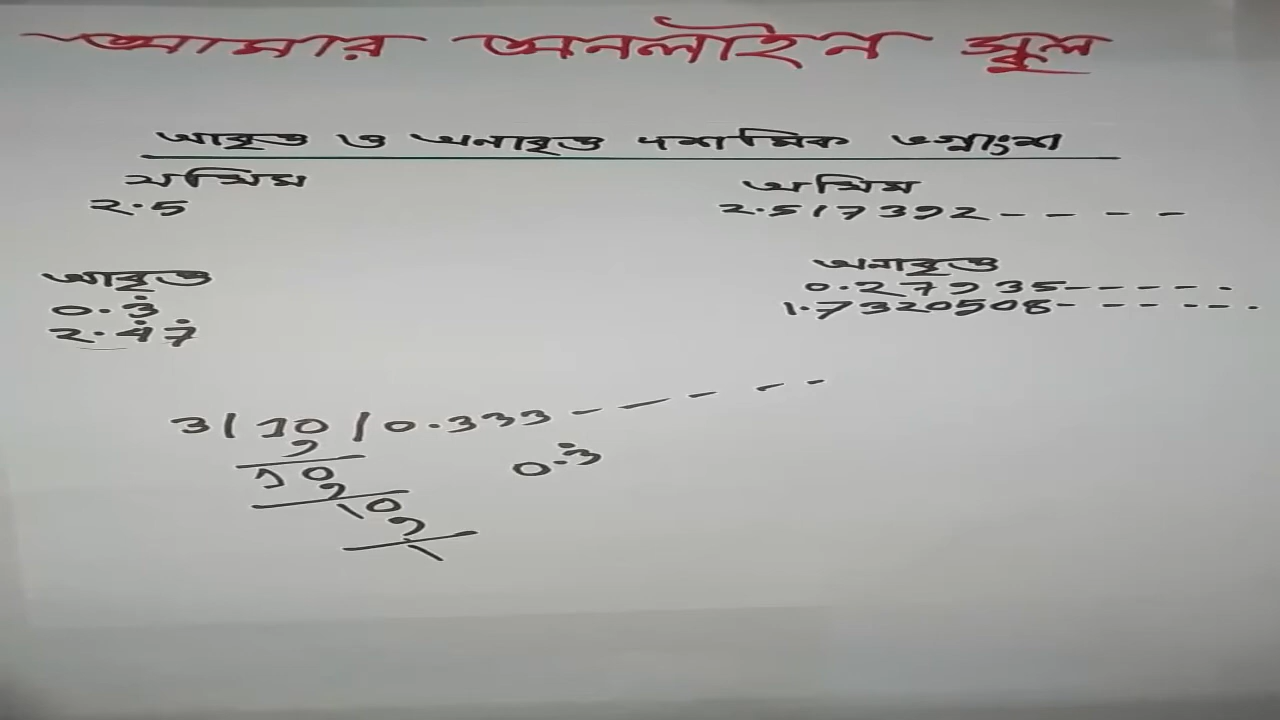 আমার অনলাইন স্কুল
আবৃত্ত ও অনাবৃত্ত দশমিক ভগ্নাংশ
সসিম
2.5
অসিম
2.517392- - - -
আবৃত্ত
0.3̇
2.4̇7̇
অনাবৃত্ত
0.27935- - - - -
1.7320508- - - - - -
3 / 10 / 0.333 - - - - -
9
10
9
10
9
1
0.3̇